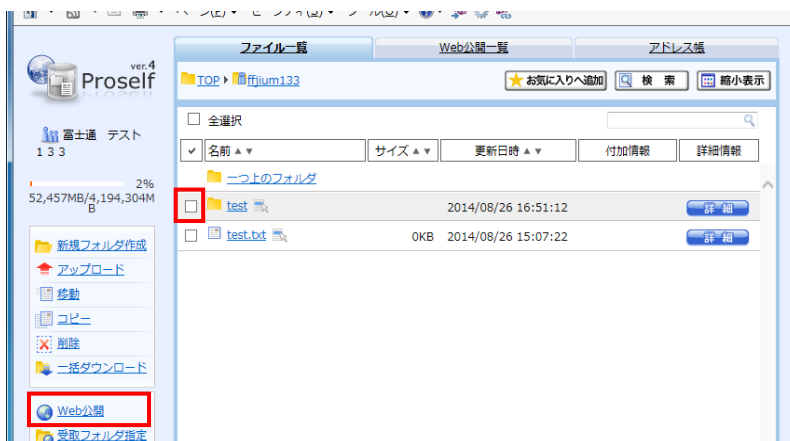 ファイル一覧
Web公開一覧
アドレス帳
ver.4
Proself
TOP
ffjium133
お気に入りへ追加
検 索
縮小表示
富士通 テスト
133
全選択
名前▲▼
サイズ▲▼
更新日時▲▼
付加情報
詳細情報
2%
52,457MB/4,194,304M
B
一つ上のフォルダ
test
2014/08/26 16:51:12
詳 細
test.txt
0KB
2014/08/26 15:07:22
詳 細
新規フォルダ作成
アップロード
移動
コピー
削除
一括ダウンロード
Web公開
受取フォルダ指定